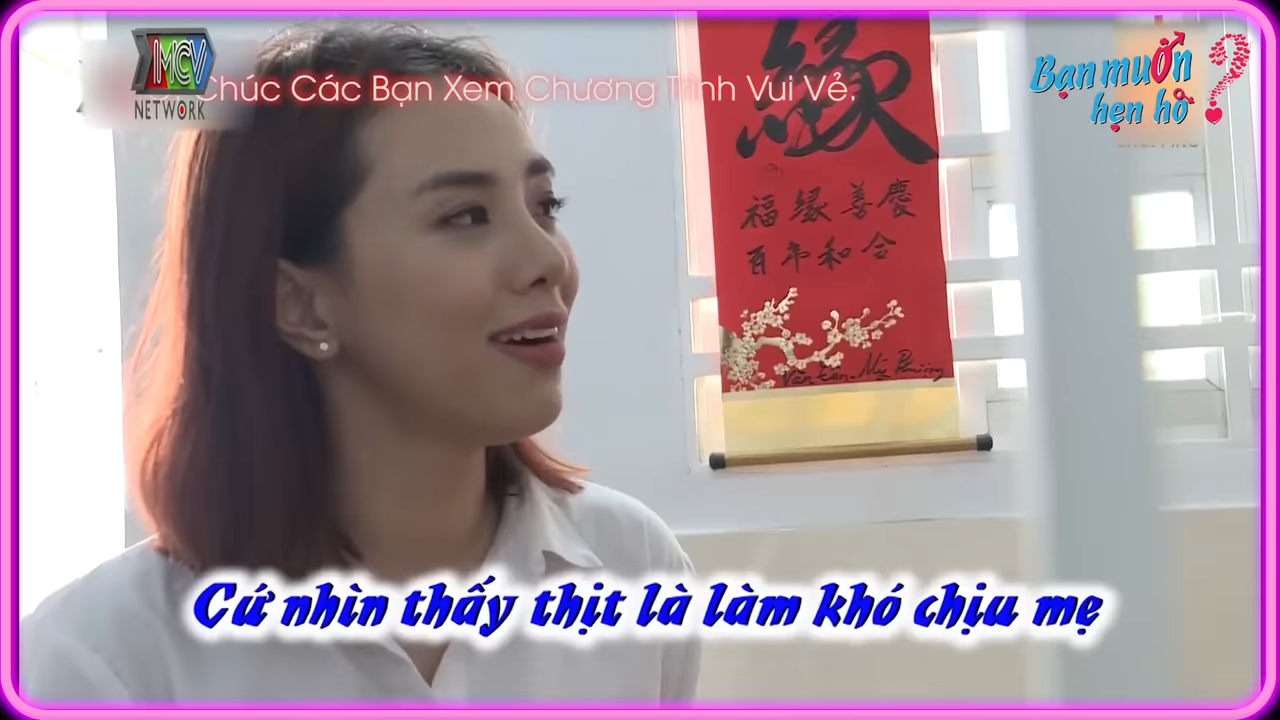 MCV
NETWORK
Chúc Các Bạn Xem Chương Trình Vui Vẻ,
Bạn muốn
hẹn hò
?
緣
福緣善慶
百年和合
Cứ nhìn thấy thịt là làm khó chịu mẹ